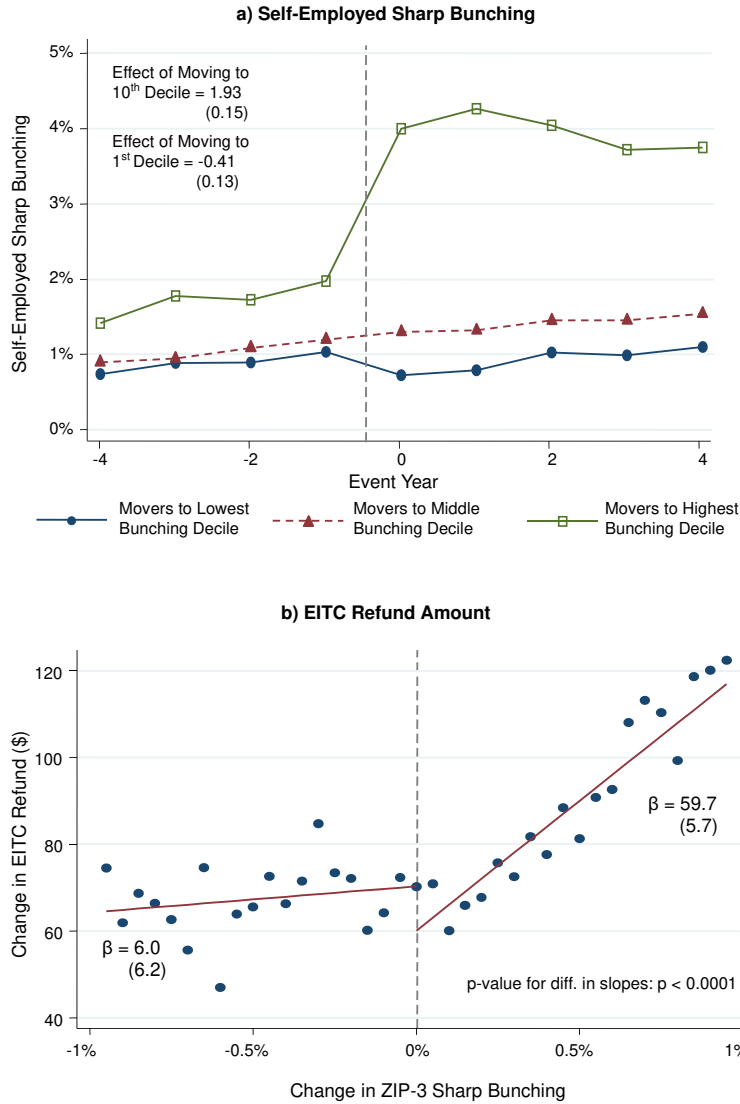 a) Self-Employed Sharp Bunching
Self-Employed Sharp Bunching
5%
4%
3%
2%
1%
0%
Effect of Moving to
10th Decile = 1.93
(0.15)
Effect of Moving to
1st Decile = -0.41
(0.13)
-4
-2
0
2
4
Event Year
Movers to Lowest
Bunching Decile
Movers to Middle
Bunching Decile
Movers to Highest
Bunching Decile
b) EITC Refund Amount
Change in EITC Refund ($)
120
100
80
60
40
β = 59.7
(5.7)
β = 6.0
(6.2)
p-value for diff. in slopes: p < 0.0001
-1%
-0.5%
0%
0.5%
1%
Change in ZIP-3 Sharp Bunching